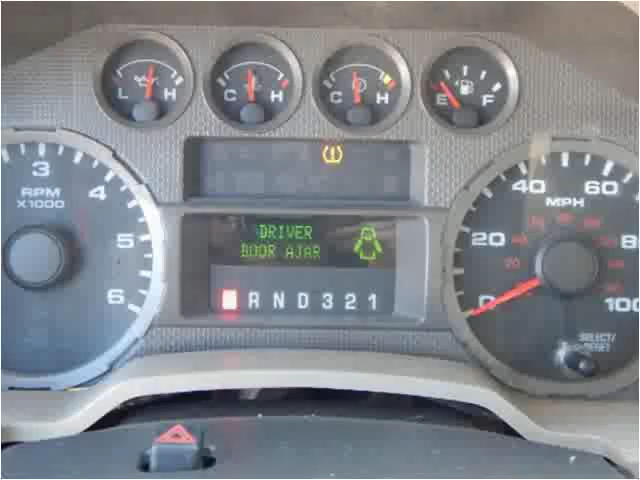 L H
C H
C H
E F
3
4
5
6
RPM
X1000
DRIVER
DOOR AJAR
R N D 3 2 1
0
20
40
60
80
100
MPH
SELECT/
RESET